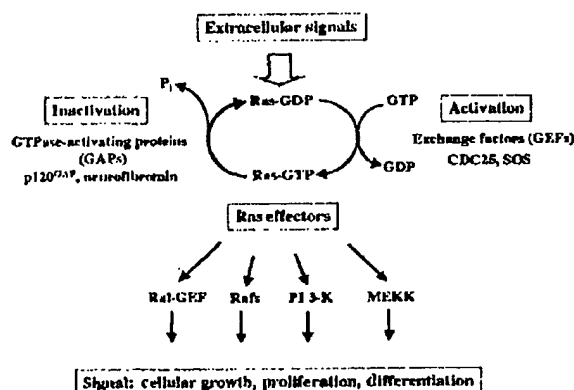 Extracellular signals
Pi
Ras-GDP
GTP
Inactivation
Activation
GTPase-activating proteins
(GAPs)
p120GAP, neurofibromin
Exchange factors (GEFs)
CDC25, SOS
GDP
Ras-GTP
Ras effectors
Ral-GEF
Rafs
PI 3-K
MEKK
Signal: cellular growth, proliferation, differentiation